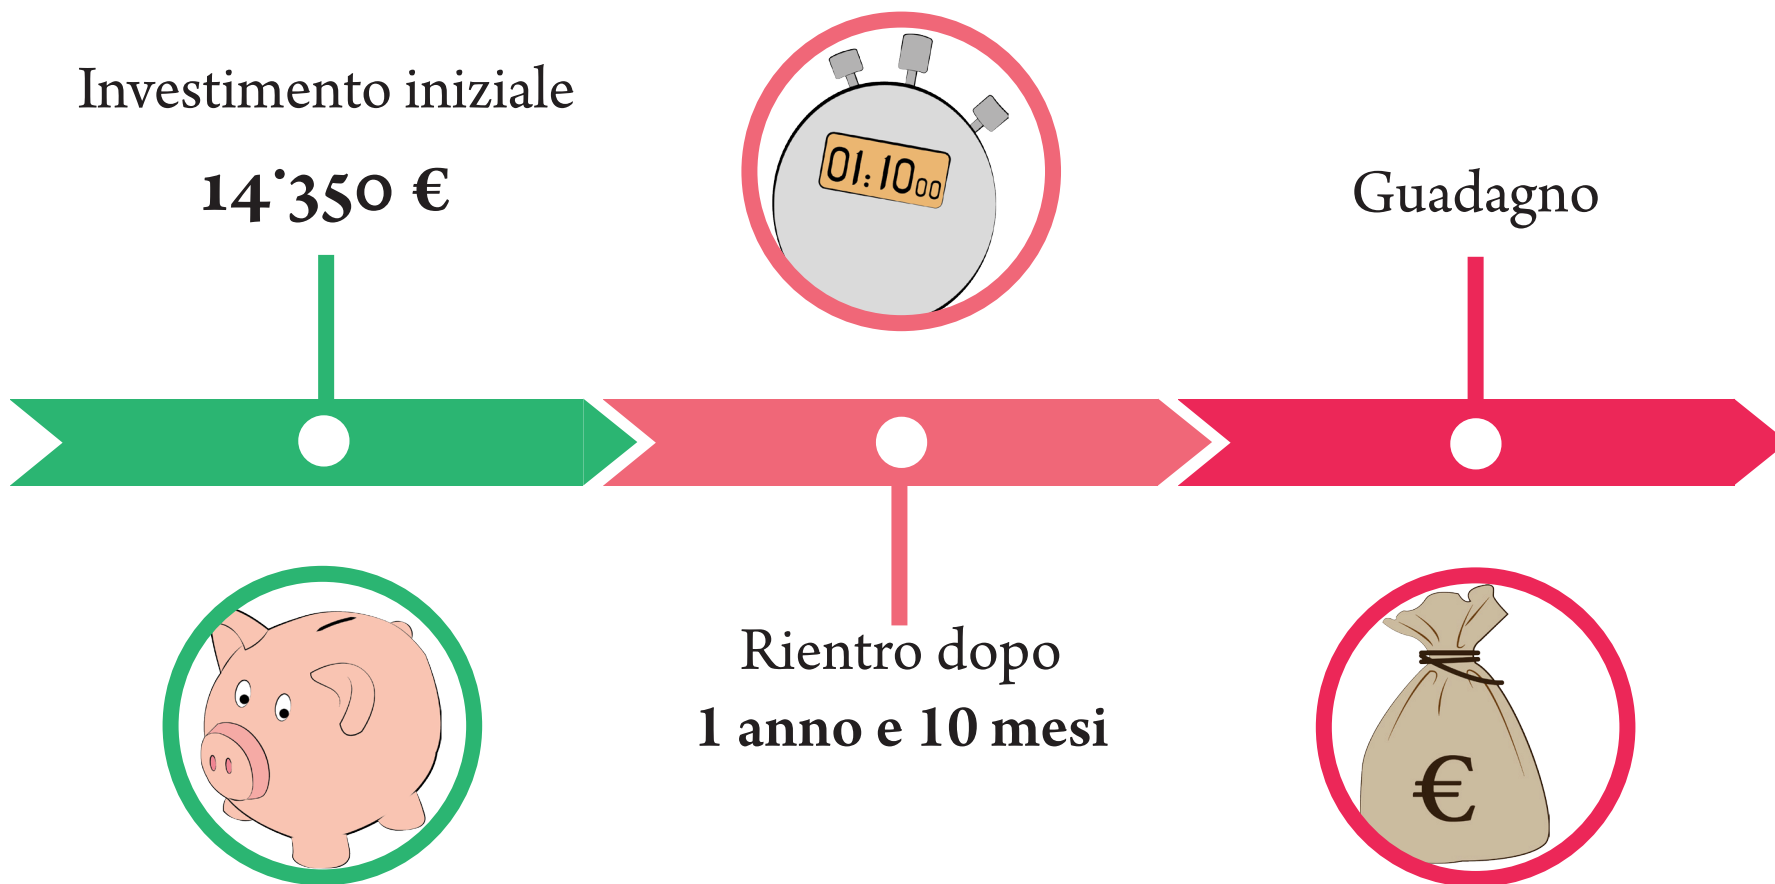 Investimento iniziale
14˙350 €
01:10 00
Guadagno
Rientro dopo
1 anno e 10 mesi
€